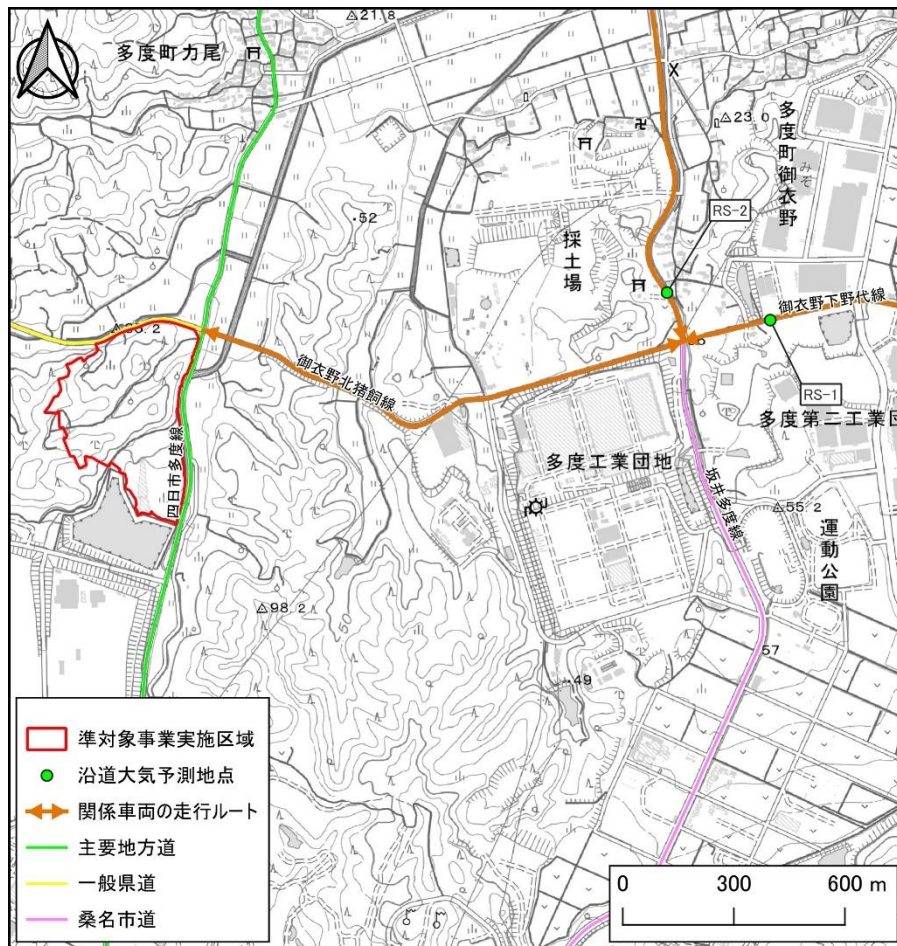 △21.8
多度町力尾
△23.0
多度町御衣野
みぞ
RS-2
.52
採土場
御衣野下野代線
御衣野北猪飼線
RS-1
多度第二工業団
四日市多度線
多度工業団地
坂井多度線
△55.2
運動公園
△98.2
50
57
.49
準対象事業実施区域
沿道大気予測地点
関係車両の走行ルート
主要地方道
一般県道
桑名市道
0 300 600 m